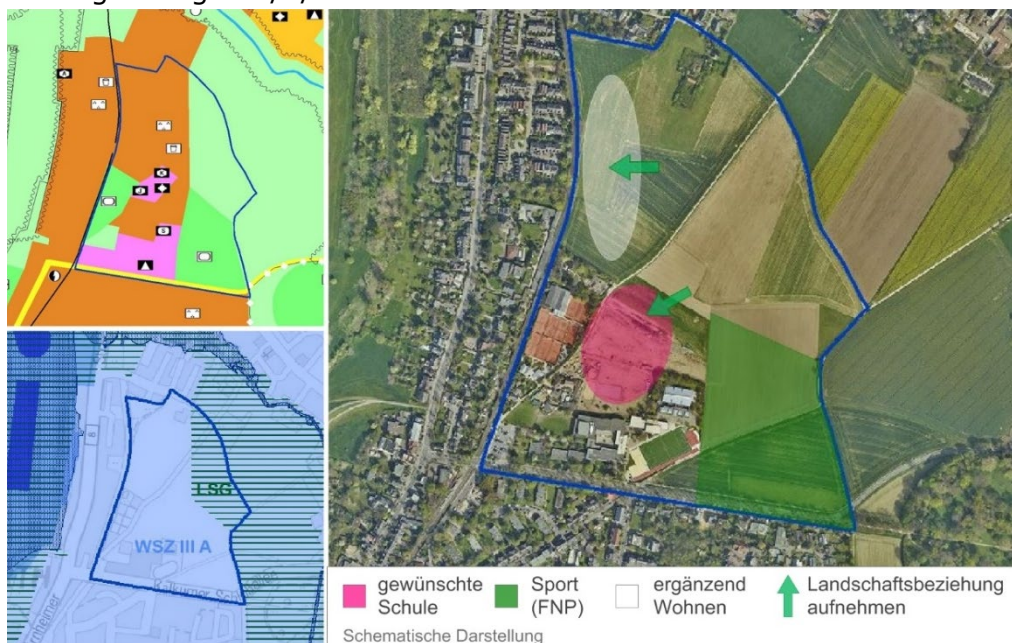 LSG
WSZ III A
gewünschte
Schule
Sport
(FNP)
ergänzend
Wohnen
Landschaftsbeziehung
aufnehmen
Schematische Darstellung